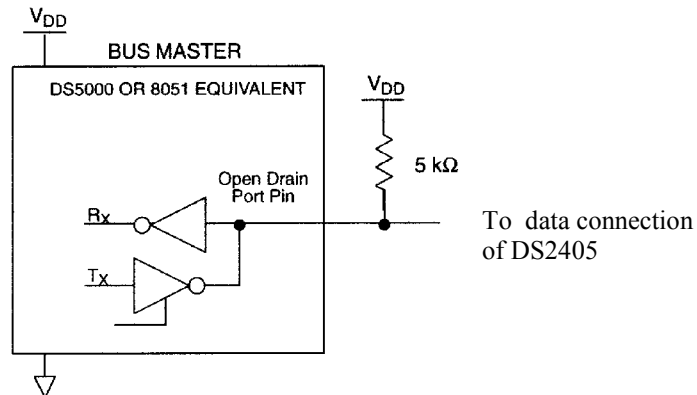 VDD
BUS MASTER
DS5000 OR 8051 EQUIVALENT
VDD
5 kΩ
Open Drain
Port Pin
RX
TX
To data connection
of DS2405